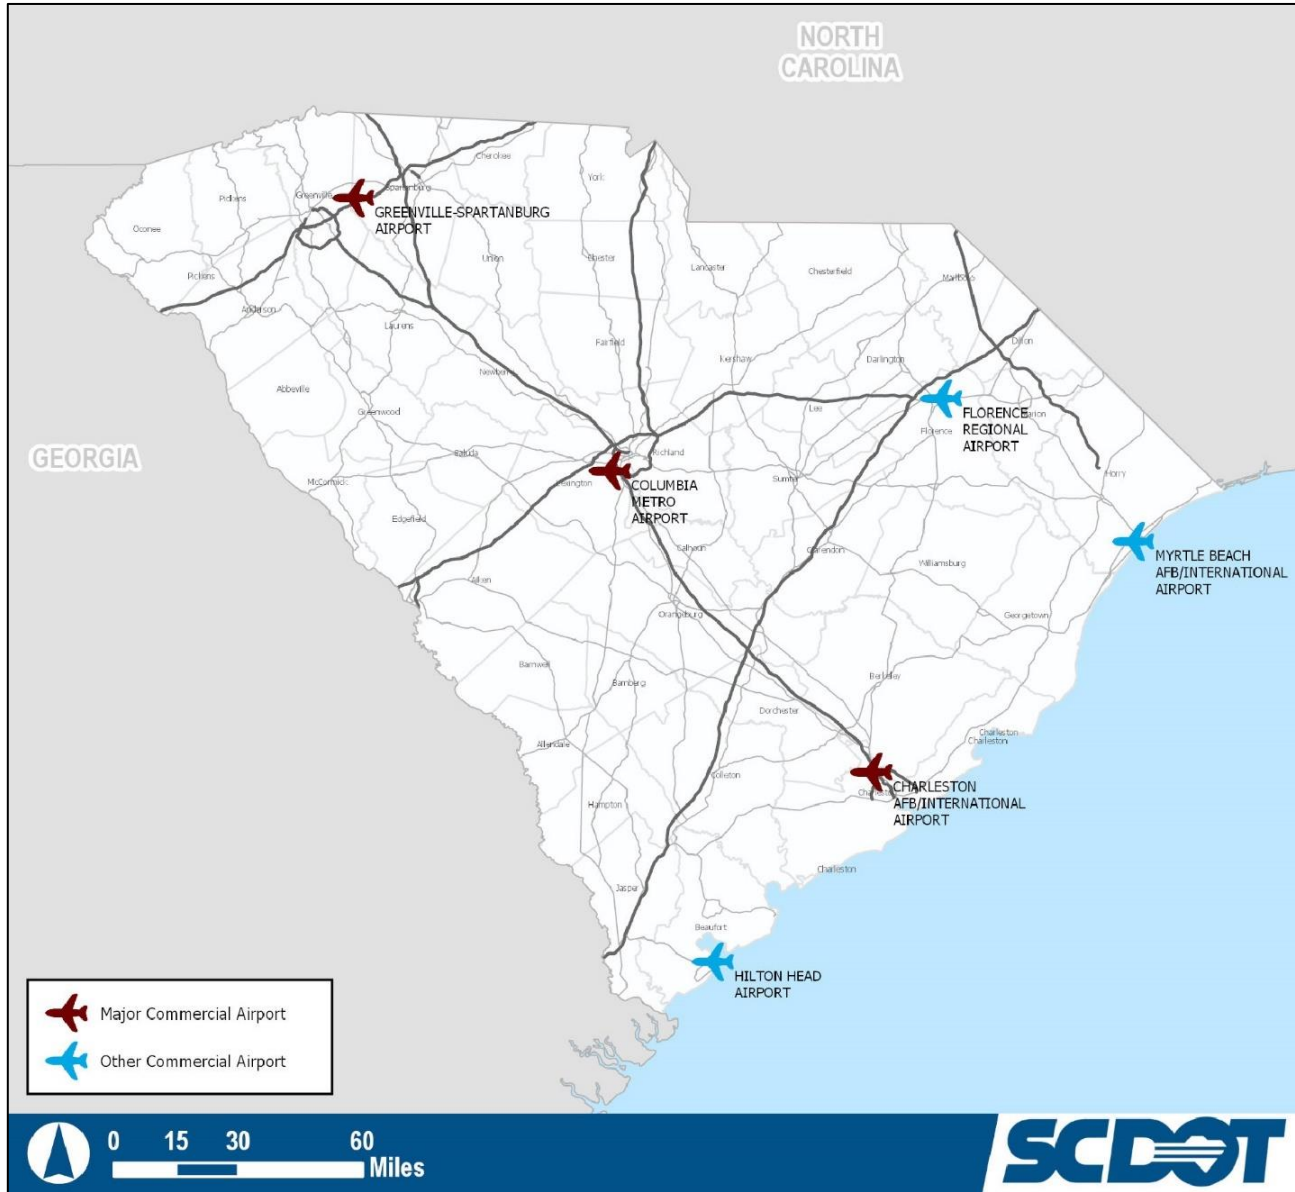 NORTH
CAROLINA
Cherokee
York
Greenville
Spartanburg
Pickens
GREENVILLE-SPARTANBURG
AIRPORT
Oconee
Union
Chester
Lancaster
Chesterfield
Pickens
Anderson
Laurens
Fairfield
Dillon
Kershaw
Darlington
Newberry
Abbeville
Greenwood
Lee
FLORENCE
REGIONAL
AIRPORT
Florence
GEORGIA
Saluda
Richland
McCormick
Lexington
COLUMBIA
METRO
AIRPORT
Sumter
Horry
Edgefield
Calhoun
Clarendon
Williamsburg
MYRTLE BEACH
AFB/INTERNATIONAL
AIRPORT
Aiken
Orangeburg
Georgetown
Barnwell
Bamberg
Berkeley
Dorchester
Allendale
Charleston
Charleston
Colleton
Hampton
CHARLESTON
AFB/INTERNATIONAL
AIRPORT
Charleston
Jasper
Beaufort
HILTON HEAD
AIRPORT
Major Commercial Airport
Other Commercial Airport
0 15 30 60
Miles
SCDOT